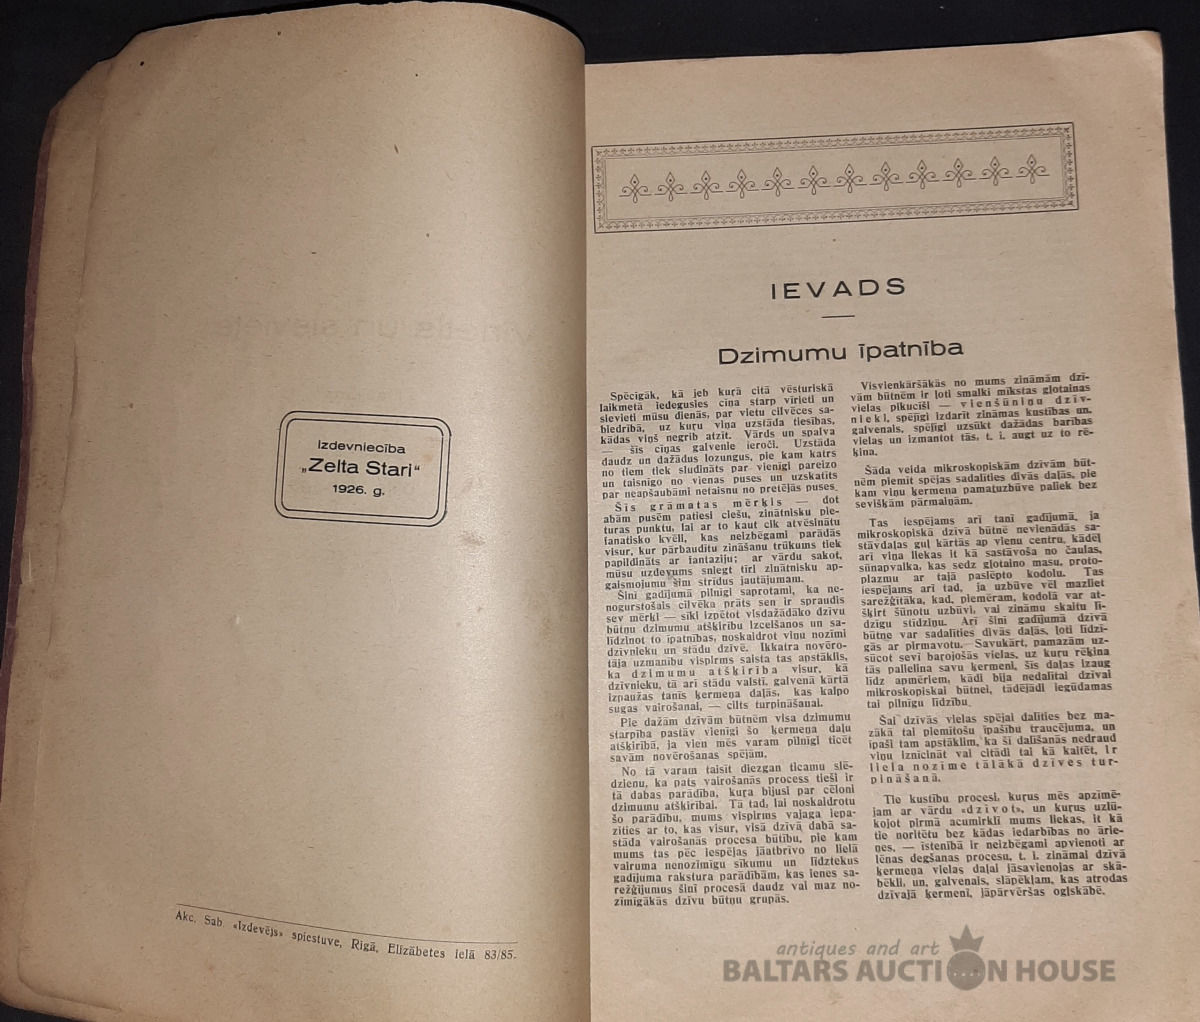 Izdevniecība
„Zelta Stari“
1926. g.
Akc. Sab. «Izdevējs» spiestuve, Rīgā, Elizabetes ielā 83/85.
IEVADS
Dzimumu īpatnība
Spēcīgāk, kā jeb kuŗā citā vēsturiskā
laikmetā iedegusies cīņa starp vīrieti un
sievieti mūsu dienās, par vietu cilvēces sa-
biedrībā, uz kuŗu viņa uzstāda tiesības,
kādas viņš negrib atzīt. Vārds un spalva
— šīs cīņas galvenie ieroči. Uzstāda
daudz un dažādus lozungus, pie kam katrs
no tiem tiek sludināts par vienīgi pareizo
un taisnīgo no vienas puses un uzskatīts
par neapšaubāmi netaisnu no pretējās puses.
Šīs grāmatas mērķis — dot
abām pusēm patiesi ciešu, zinātnisku pie-
turas punktu, lai ar to kaut cik atvēsinātu
fanatisko kvēli, kas neizbēgami parādās
visur, kur pārbaudītu zināšanu trūkums tiek
papildināts ar fantaziju; ar vārdu sakot,
mūsu uzdevums sniegt tīri zinātnisku ap-
gaismojumu šim strīdus jautājumam.
Šinī gadījumā pilnīgi saprotami, ka ne-
nogurstošais cilvēka prāts sen ir spraudis
sev mērķi — sīki izpētot visdažādāko dzīvu
būtņu dzimumu atšķirību izcelšanos un sa-
līdzinot to īpatnības, noskaidrot viņu nozīmi
dzīvnieku un stādu dzīvē. Ikkatra novēro-
tāja uzmanību vispirms saista tas apstāklis,
ka dzimumu atšķirība visur, kā
dzīvnieku, tā arī stādu valstī, galvenā kārtā
izpaužas tanīs ķermeņa daļās, kas kalpo
sugas vairošanai, — cilts turpināšanai.
Pie dažām dzīvām būtnēm visa dzimumu
starpība pastāv vienīgi šo ķermeņa daļu
atšķirībā, ja vien mēs varam pilnīgi ticēt
savām novērošanas spējām.
No tā varam taisīt diezgan ticamu slē-
dzienu, ka pats vairošanās process tieši ir
tā dabas parādība, kuŗa bijusi par cēloni
dzimumu atšķirībai. Tā tad, lai noskaidrotu
šo parādību, mums vispirms vajaga iepa-
zīties ar to, kas visur, visā dzīvā dabā sa-
stāda vairošanās procesa būtību, pie kam
mums tas pēc iespējas jāatbrīvo no lielā
vairuma nenozīmīgu sīkumu un līdztekus
gadījuma rakstura parādībām, kas ienes sa-
režģījumus šinī procesā daudz vai maz no-
zīmīgākās dzīvu būtņu grupās.
Visvienkāršākās no mums zināmām dzī-
vām būtnēm ir ļoti smalki mīkstas glotainas
vielas pikucīši — vienšūniņu dzīv-
nieki, spējīgi izdarīt zināmas kustības un,
galvenais, spējīgi uzsūkt dažādas barības
vielas un izmantot tās, t. i. augt uz to rē-
ķina.
Šāda veida mikroskopiskām dzīvām būt-
nēm piemīt spējas sadalīties divās daļās, pie
kam viņu ķermeņa pamatuzbūve paliek bez
sevišķām pārmaiņām.
Tas iespējams arī tanī gadījumā, ja
mikroskopiskā dzīvā būtnē nevienādās sa-
stāvdaļas guļ kārtās ap vienu centru, kādēļ
arī viņa liekas it kā sastāvoša no čaulas,
šūnapvalka, kas sedz glotaino masu, proto-
plazmu ar tajā paslēpto kodolu. Tas
iespējams arī tad, ja uzbūve vēl mazliet
sarežģītāka, kad, piemēram, kodolā var at-
šķirt šūnotu uzbūvi, vai zināmu skaitu lī-
dzīgu stīdziņu. Arī šinī gadījumā dzīvā
būtne var sadalīties divās daļās, ļoti līdzī-
gās ar pirmavotu. Savukārt, pamazām uz-
sūcot sevī barojošās vielas, uz kuŗu rēķina
tās palielina savu ķermeni, šīs daļas izaug
līdz apmēriem, kādi bija nedalītai dzīvai
mikroskopiskai būtnei, tādējādi iegūdamas
tai pilnīgu līdzību.
Šai dzīvās vielas spējai dalīties bez ma-
zākā tai piemītošu īpašību traucējuma, un
īpaši tam apstāklim, ka šī dalīšanās nedraud
viņu iznīcināt vai citādi tai kā kaitēt, ir
liela nozīme tālākā dzīves tur-
pināšanā.
Tie kustību procesi, kuŗus mēs apzīmē-
jam ar vārdu «dzīvot», un kuŗus uzlū-
kojot pirmā acumirklī mums liekas, it kā
tie noritētu bez kādas iedarbības no ārie-
nes, — īstenībā ir neizbēgami apvienoti ar
lēnas degšanas procesu, t. i. zināmai dzīvā
ķermeņa vielas daļai jāsavienojas ar skā-
bēkli, un, galvenais, slāpēkļam, kas atrodas
dzīvajā ķermenī, jāpārvēršas ogļskābē.
antiques and art
BALTARS AUCTION HOUSE